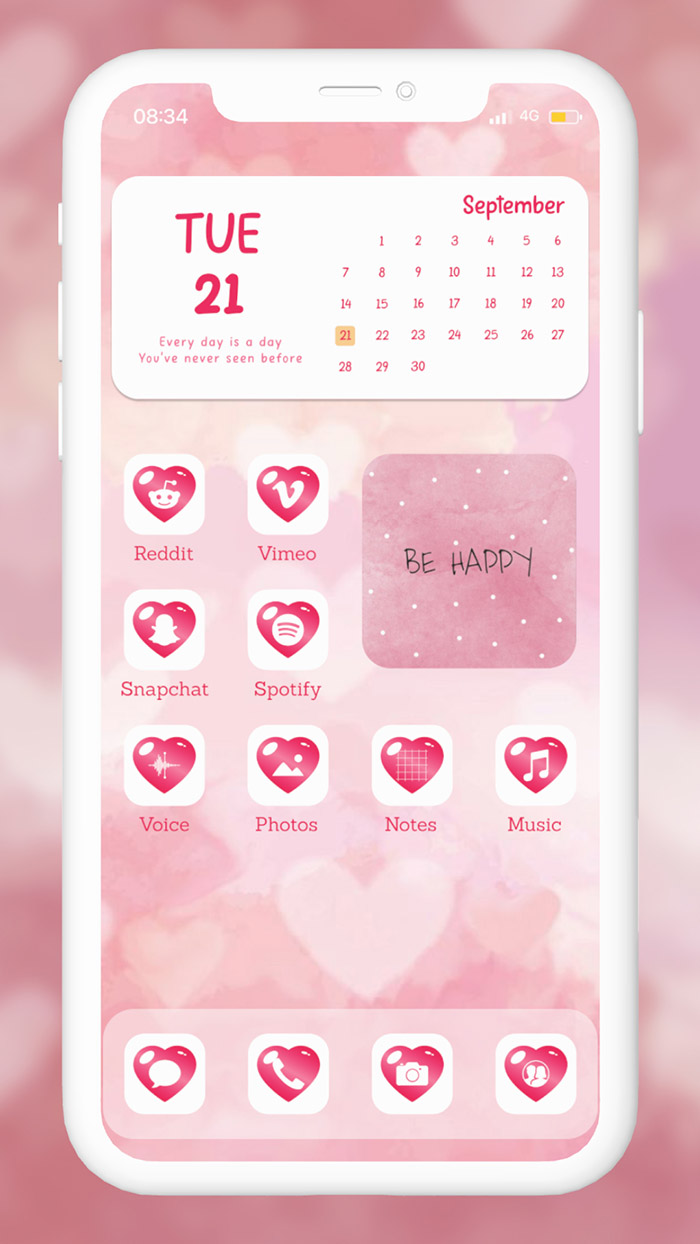 08:34
4G
TUE
21
Every day is a day
You've never seen before
September
1 2 3 4 5 6
7 8 9 10 11 12 13
14 15 16 17 18 19 20
21 22 23 24 25 26 27
28 29 30
Reddit Vimeo
BE HAPPY
Snapchat Spotify
Voice Photos Notes Music